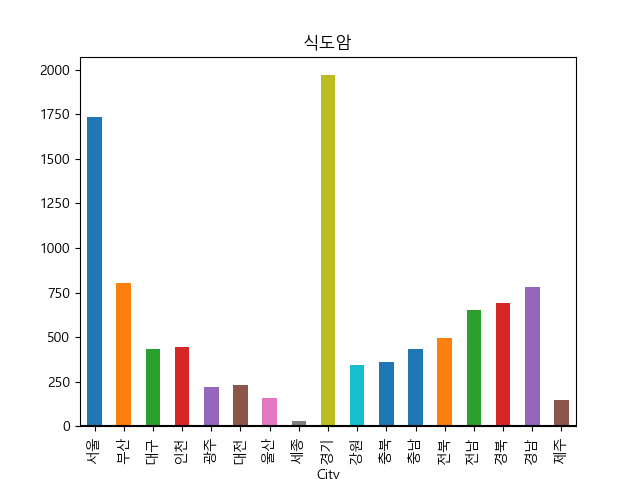 식도암
2000
1750
1500
1250
1000
750
500
250
0
서울
부산
대구
인천
광주
대전
울산
세종
경기
강원
충북
충남
전북
전남
경북
경남
제주
City